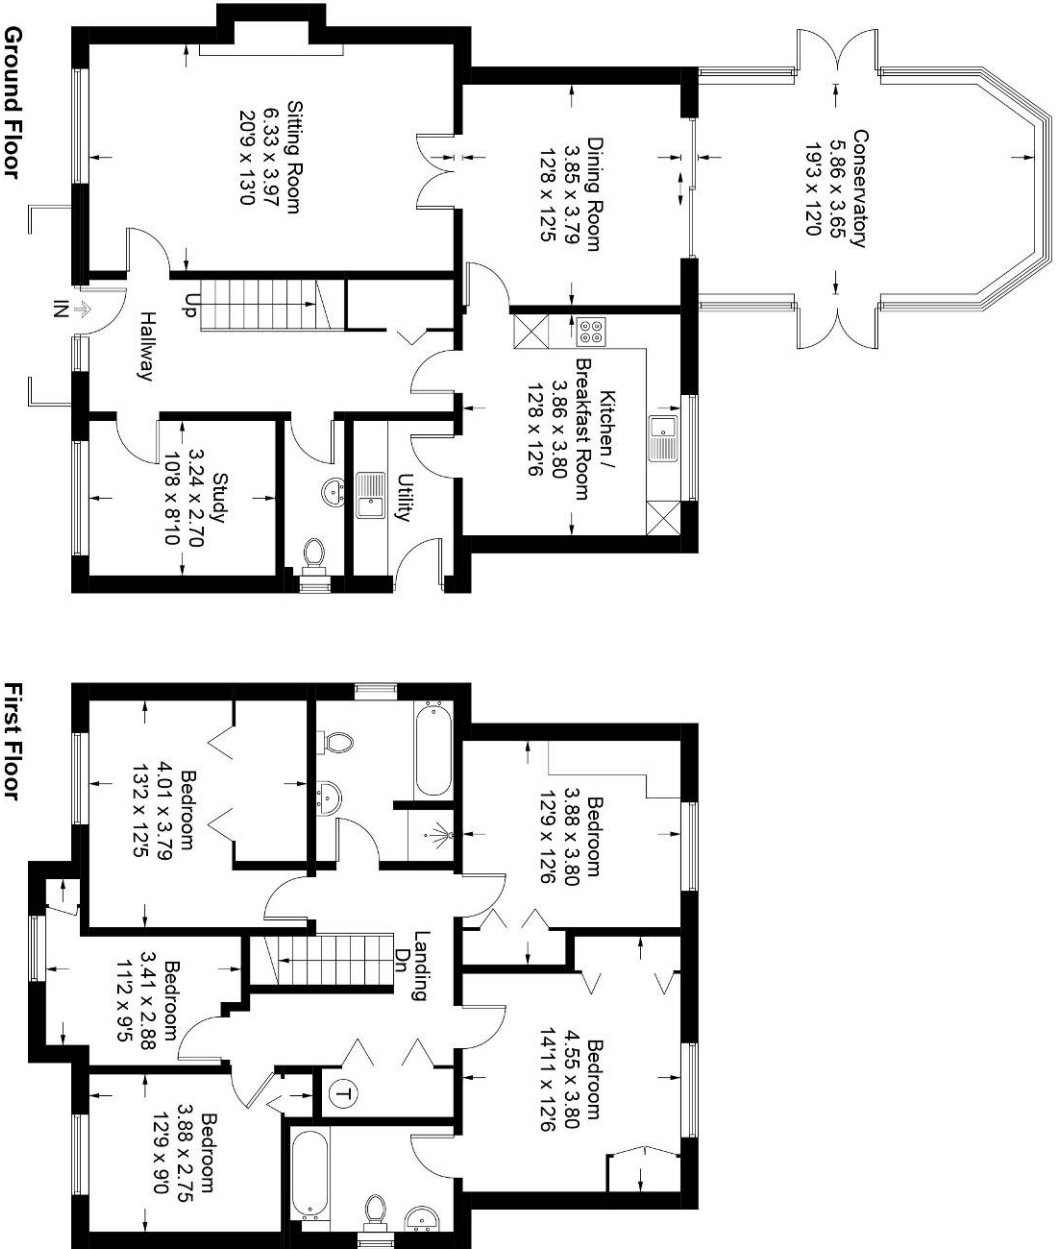 Ground Floor
Conservatory
5.86 x 3.65
19'3 x 12'0
Dining Room
3.85 x 3.79
12'8 x 12'5
Kitchen /
Breakfast Room
3.86 x 3.80
12'8 x 12'6
Sitting Room
6.33 x 3.97
20'9 x 13'0
Utility
Up
Hallway
Study
3.24 x 2.70
10'8 x 8'10
IN
First Floor
Bedroom
3.88 x 3.80
12'9 x 12'6
Bedroom
4.55 x 3.80
14'11 x 12'6
Landing
Dn
T
Bedroom
4.01 x 3.79
13'2 x 12'5
Bedroom
3.41 x 2.88
11'2 x 9'5
Bedroom
3.88 x 2.75
12'9 x 9'0